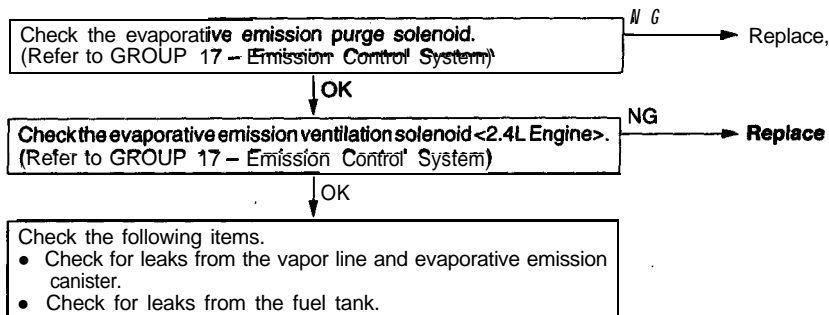 Check the evaporative emission purge solenoid.
(Refer to GROUP 17 – Emission Control System)
N G
Replace,
OK
Check the evaporative emission ventilation solenoid <2.4L Engine>.
(Refer to GROUP 17 – Emission Control System)
NG
Replace
OK
Check the following items.
● Check for leaks from the vapor line and evaporative emission
canister.
● Check for leaks from the fuel tank.